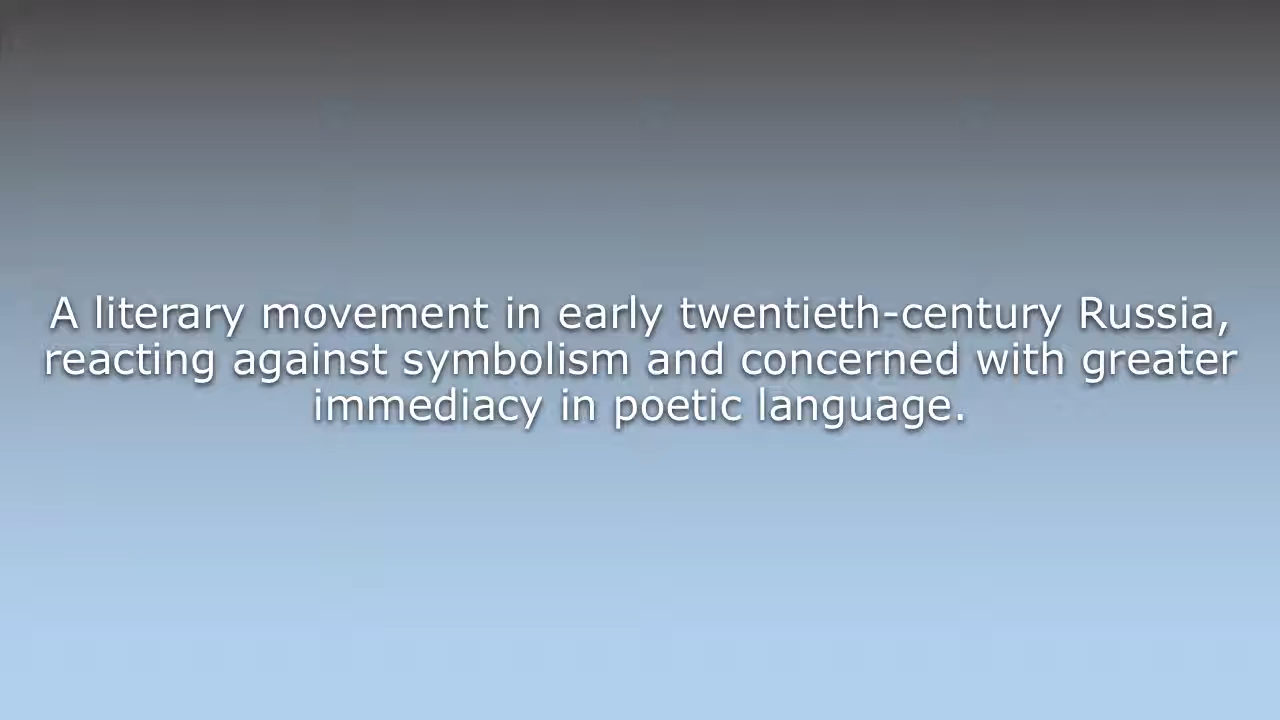 A literary movement in early twentieth-century Russia,
reacting against symbolism and concerned with greater
immediacy in poetic language.